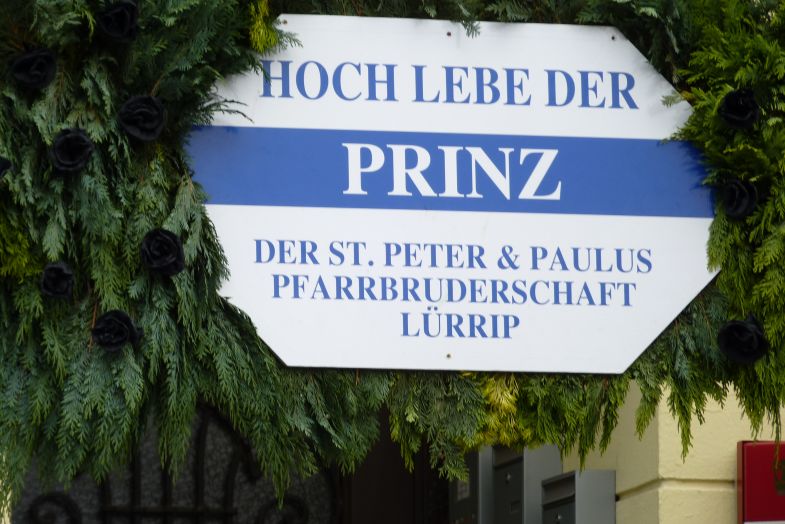 HOCH LEBE DER
PRINZ
DER ST. PETER & PAULUS
PFARRBRUDERSCHAFT
LÜRRIP